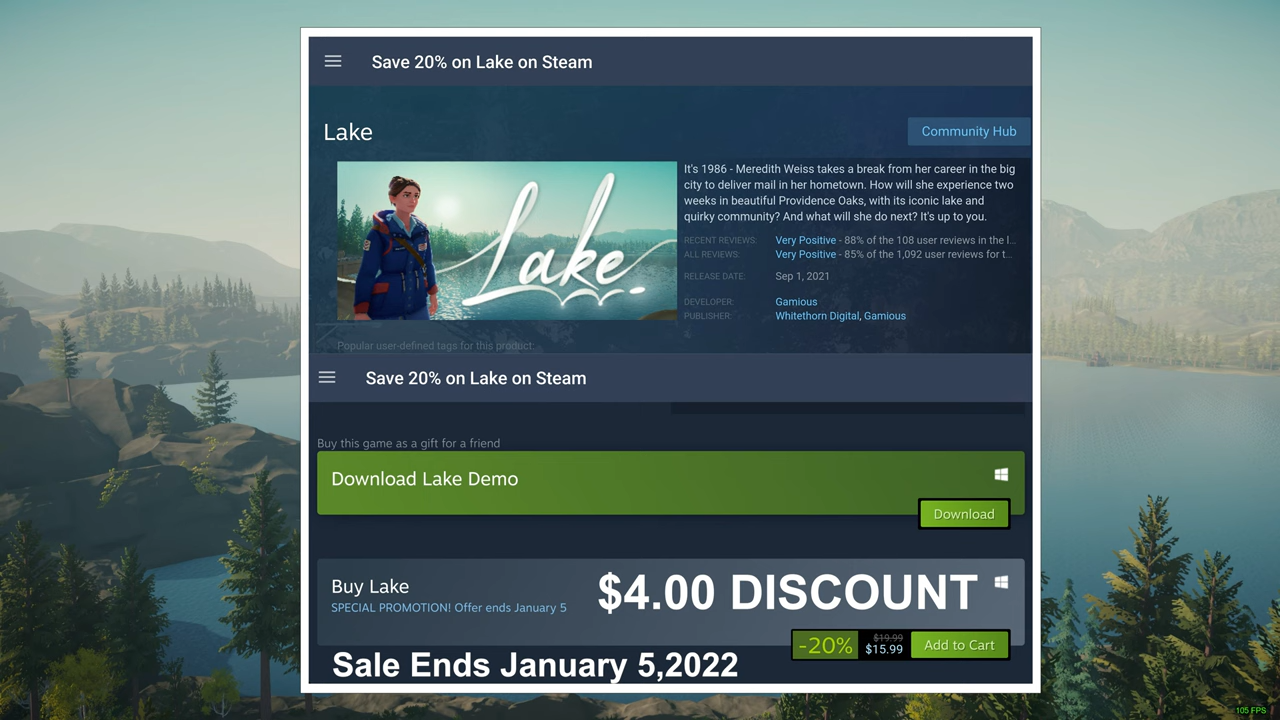 Save 20% on Lake on Steam
Lake
Community Hub
Lake.
It's 1986 - Meredith Weiss takes a break from her career in the big
city to deliver mail in her hometown. How will she experience two
weeks in beautiful Providence Oaks, with its iconic lake and
quirky community? And what will she do next? It's up to you.
RECENT REVIEWS: Very Positive - 88% of the 108 user reviews in the l...
ALL REVIEWS: Very Positive - 85% of the 1,092 user reviews for t...
RELEASE DATE: Sep 1, 2021
DEVELOPER: Gamious
PUBLISHER: Whitethorn Digital, Gamious
Popular user-defined tags for this product:
Save 20% on Lake on Steam
Buy this game as a gift for a friend
Download Lake Demo
Download
Buy Lake
SPECIAL PROMOTION! Offer ends January 5
$4.00 DISCOUNT
-20% $19.99 $15.99 Add to Cart
Sale Ends January 5,2022
105 FPS